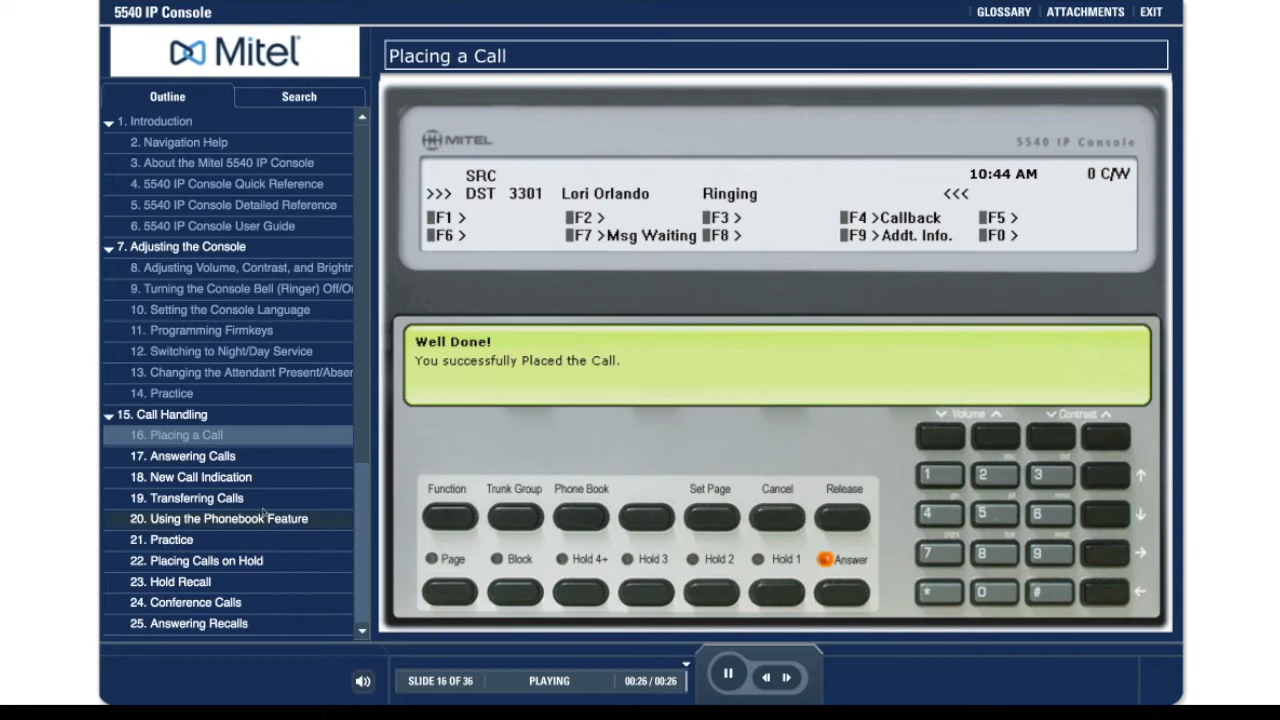 5540 IP Console
GLOSSARY
ATTACHMENTS
EXIT
Mitel
Placing a Call
Outline
Search
1. Introduction
2. Navigation Help
3. About the Mitel 5540 IP Console
4. 5540 IP Console Quick Reference
5. 5540 IP Console Detailed Reference
6. 5540 IP Console User Guide
7. Adjusting the Console
8. Adjusting Volume, Contrast, and Brightn
9. Turning the Console Bell (Ringer) Off/On
10. Setting the Console Language
11. Programming Firmkeys
12. Switching to Night/Day Service
13. Changing the Attendant Present/Absen
14. Practice
15. Call Handling
16. Placing a Call
17. Answering Calls
18. New Call Indication
19. Transferring Calls
20. Using the Phonebook Feature
21. Practice
22. Placing Calls on Hold
23. Hold Recall
24. Conference Calls
25. Answering Recalls
MITEL
5540 IP Console
SRC 10:44 AM 0 C/W
>>> DST 3301 Lori Orlando Ringing <<<
F1 > F2 > F3 > F4 >Callback F5 >
F6 > F7 >Msg Waiting F8 > F9 >Addt. Info. F0 >
Well Done!
You successfully Placed the Call.
Volume Contrast
Function Trunk Group Phone Book Set Page Cancel Release
Page Block Hold 4+ Hold 3 Hold 2 Hold 1 Answer
1 2 3
4 5 6
7 8 9
* 0 #
SLIDE 16 OF 36
PLAYING
00:26 / 00:26